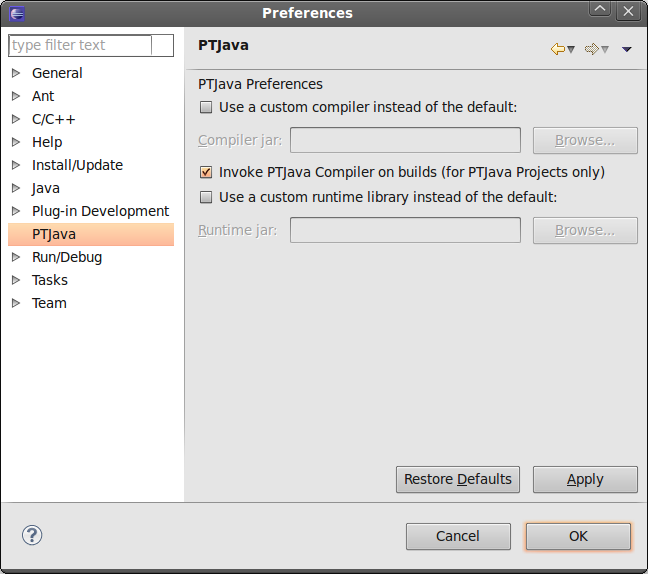 Preferences
type filter text
General
Ant
C/C++
Help
Install/Update
Java
Plug-in Development
PTJava
Run/Debug
Tasks
Team
PTJava
PTJava Preferences
Use a custom compiler instead of the default:
Compiler jar:
Browse...
Invoke PTJava Compiler on builds (for PTJava Projects only)
Use a custom runtime library instead of the default:
Runtime jar:
Browse...
Restore Defaults
Apply
?
Cancel
OK